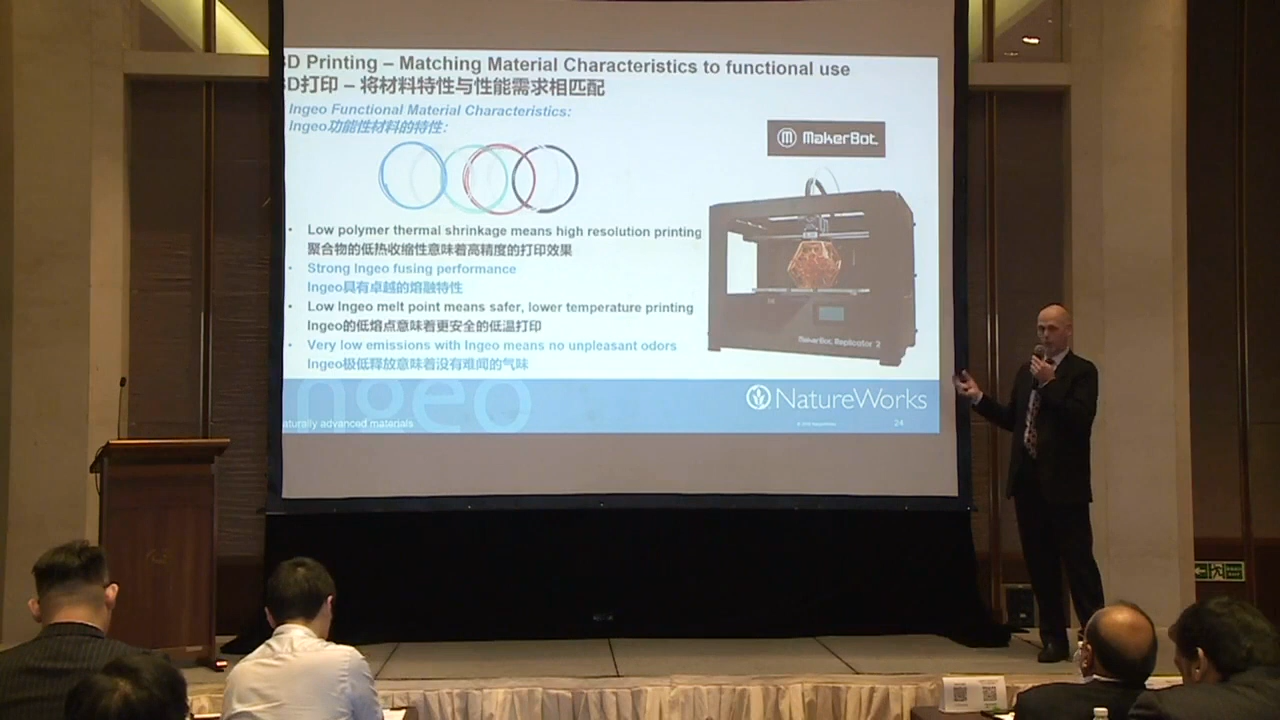 3D Printing – Matching Material Characteristics to functional use
3D打印 – 将材料特性与性能需求相匹配
Ingeo Functional Material Characteristics:
Ingeo功能性材料的特性:
MakerBot
• Low polymer thermal shrinkage means high resolution printing
聚合物的低热收缩性意味着高精度的打印效果
• Strong Ingeo fusing performance
Ingeo具有卓越的熔融特性
• Low Ingeo melt point means safer, lower temperature printing
Ingeo的低熔点意味着更安全的低温打印
• Very low emissions with Ingeo means no unpleasant odors
Ingeo极低释放意味着没有难闻的气味
MakerBot Replicator 2
ngeo
NatureWorks
aturally advanced materials
24